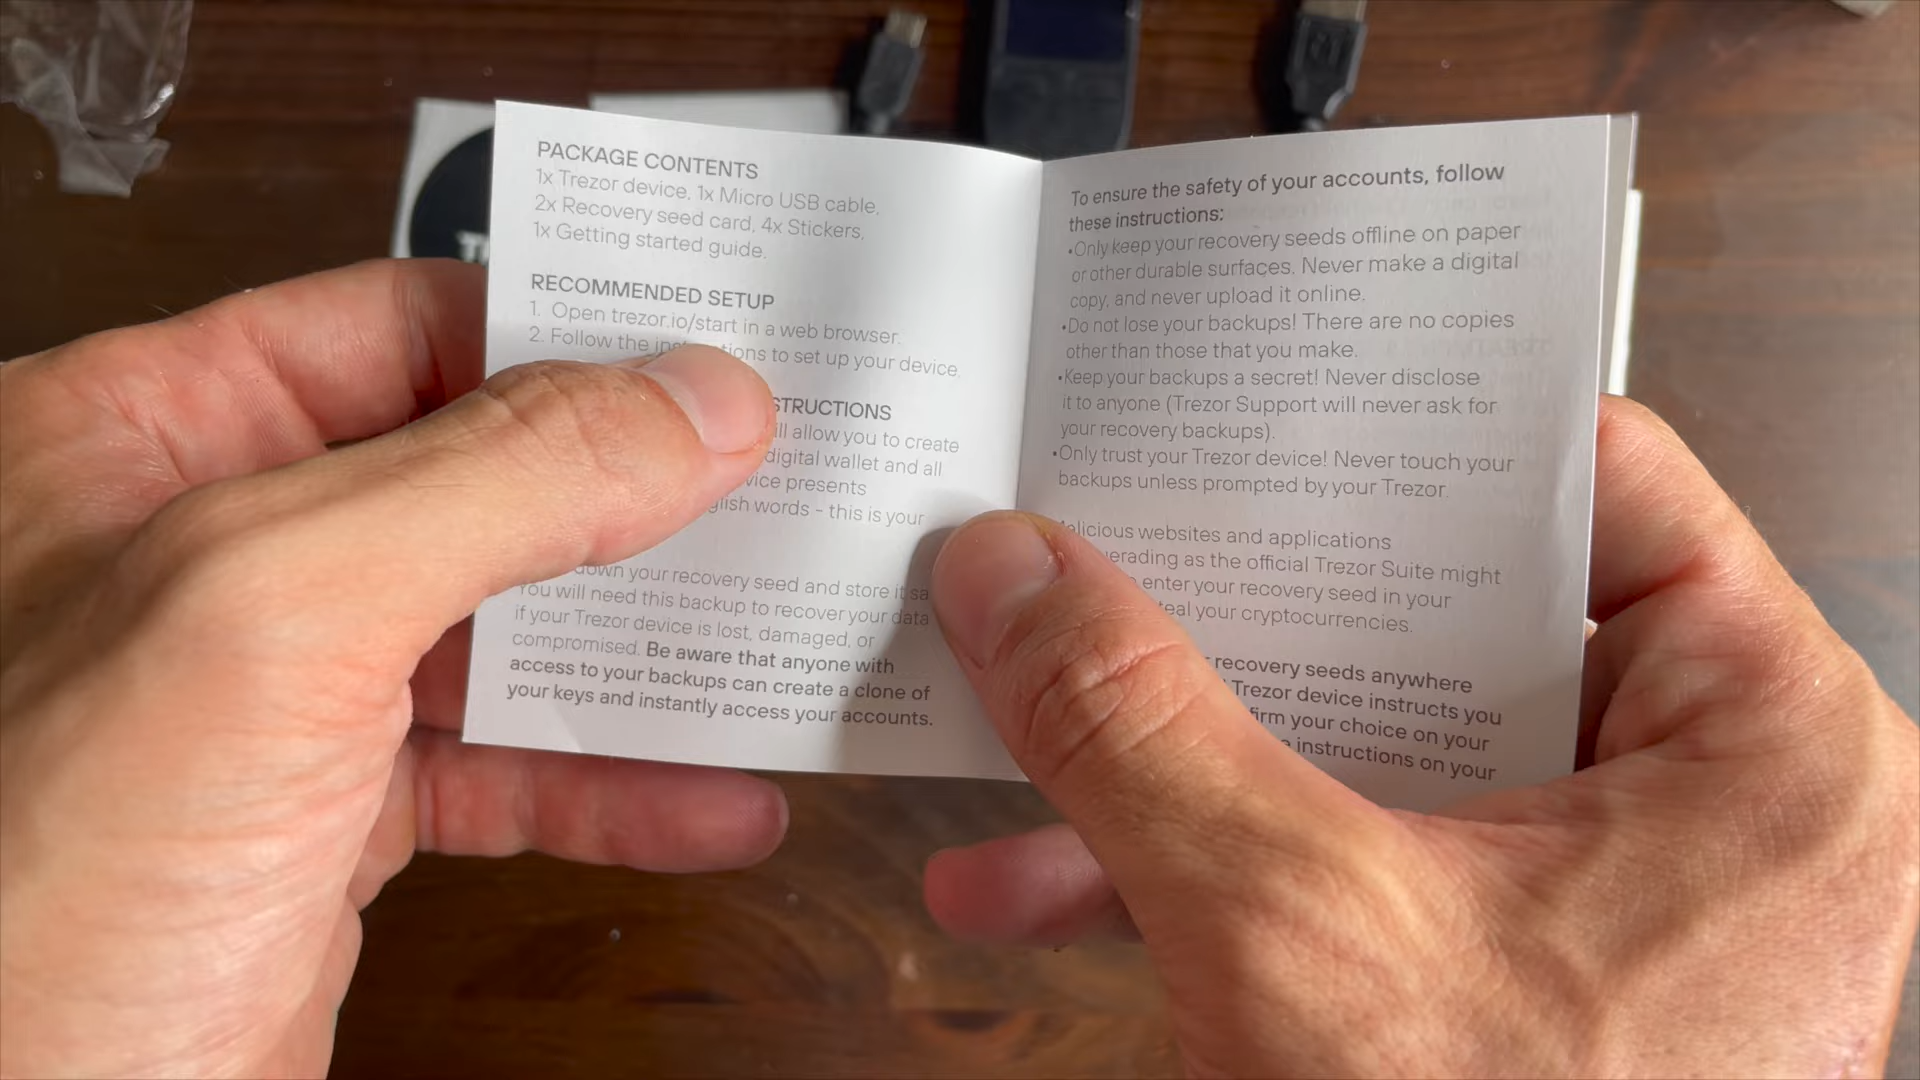 PACKAGE CONTENTS
1x Trezor device, 1x Micro USB cable,
2x Recovery seed card, 4x Stickers,
1x Getting started guide.
RECOMMENDED SETUP
1. Open trezor.io/start in a web browser.
2. Follow the to set up your device.
ill allow you to create
digital wallet and all
presents
words - this is your
down your recovery seed and store it
You will need this backup to recover your data
if your Trezor device is lost, damaged, or
compromised. Be aware that anyone with
access to your backups can create a clone of
your keys and instantly access your accounts.
To ensure the safety of your accounts, follow
these instructions:
•Only keep your recovery seeds offline on paper
or other durable surfaces. Never make a digital
copy, and never upload it online.
•Do not lose your backups! There are no copies
other than those that you make.
•Keep your backups a secret! Never disclose
it to anyone (Trezor Support will never ask for
your recovery backups).
•Only trust your Trezor device! Never touch your
backups unless prompted by your Trezor.
websites and applications
as the official Trezor Suite might
enter your recovery seed in your
your cryptocurrencies.
recovery seeds anywhere
Trezor device instructs you
your choice on your
instructions on your